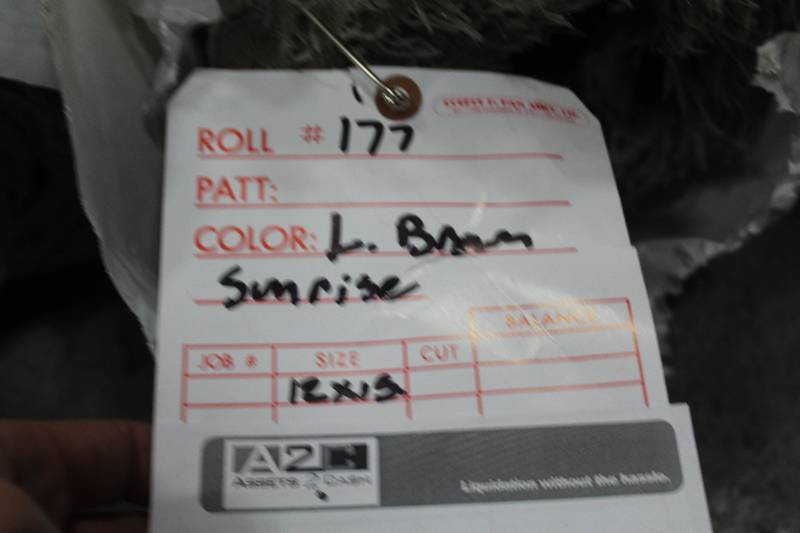 ROLL # 177
PATT:
COLOR: L. Brown
Sunrise
BALANCE
JOB # SIZE CUT
12x15
A2C
ASSETS 2 CASH
Liquidation without the hassle.